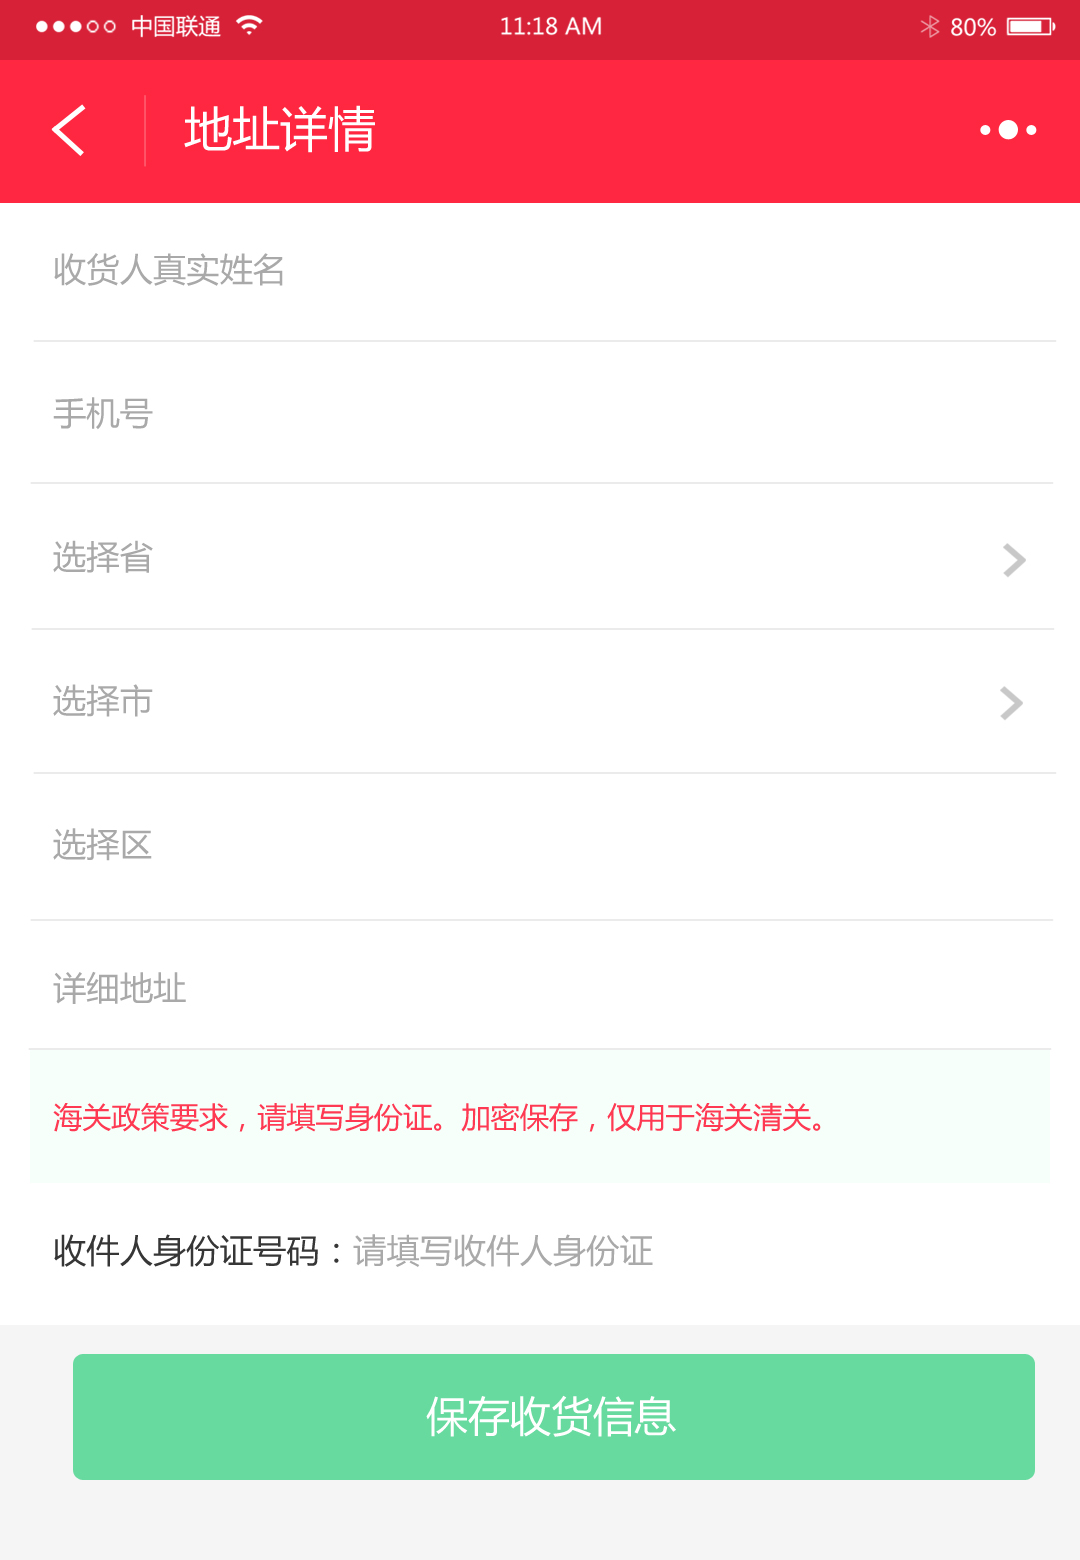 中国联通 11:18 AM 80%
地址详情
收货人真实姓名
手机号
选择省
选择市
选择区
详细地址
海关政策要求，请填写身份证。加密保存，仅用于海关清关。
收件人身份证号码：请填写收件人身份证
保存收货信息